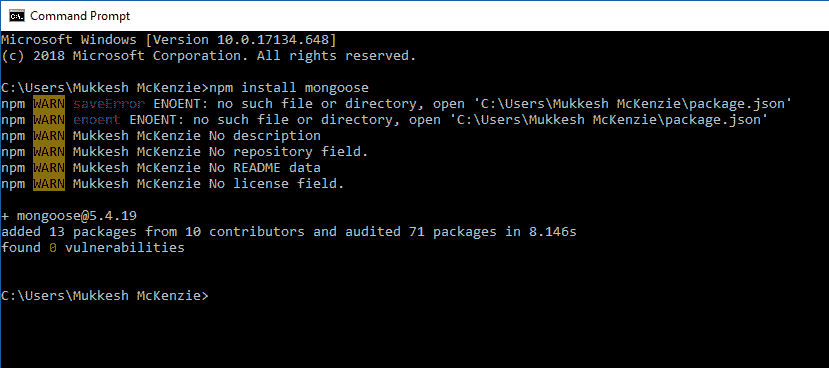 Command Prompt
Microsoft Windows [Version 10.0.17134.648]
(c) 2018 Microsoft Corporation. All rights reserved.
C:\Users\Mukkesh McKenzie>npm install mongoose
npm WARN saveError ENOENT: no such file or directory, open 'C:\Users\Mukkesh McKenzie\package.json'
npm WARN enoent ENOENT: no such file or directory, open 'C:\Users\Mukkesh McKenzie\package.json'
npm WARN Mukkesh McKenzie No description
npm WARN Mukkesh McKenzie No repository field.
npm WARN Mukkesh McKenzie No README data
npm WARN Mukkesh McKenzie No license field.
+ mongoose@5.4.19
added 13 packages from 10 contributors and audited 71 packages in 8.146s
found 0 vulnerabilities
C:\Users\Mukkesh McKenzie>